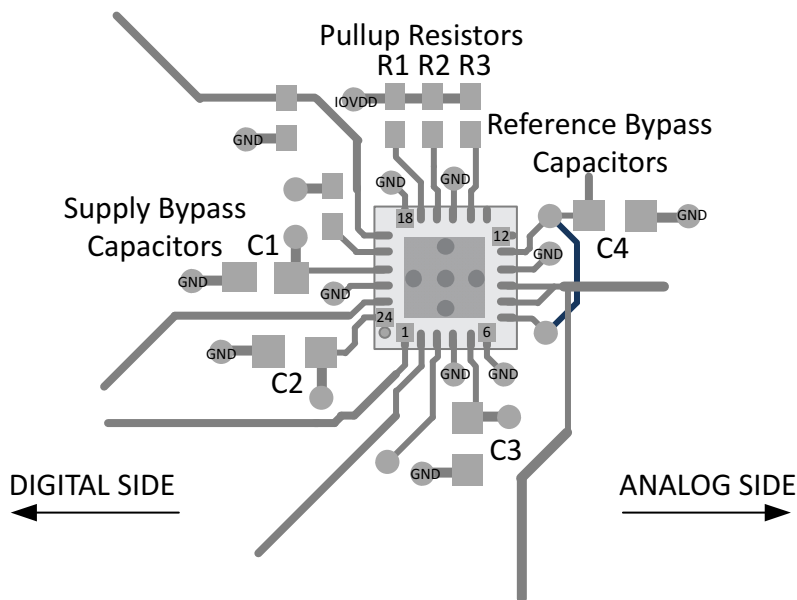 Pullup Resistors
R1 R2 R3
IOVDD
GND
Reference Bypass
Capacitors
GND
GND
Supply Bypass
Capacitors
18
12
GND
C1
C4
GND
GND
GND
24
1
6
GND
C2
GND
GND
C3
GND
DIGITAL SIDE
ANALOG SIDE